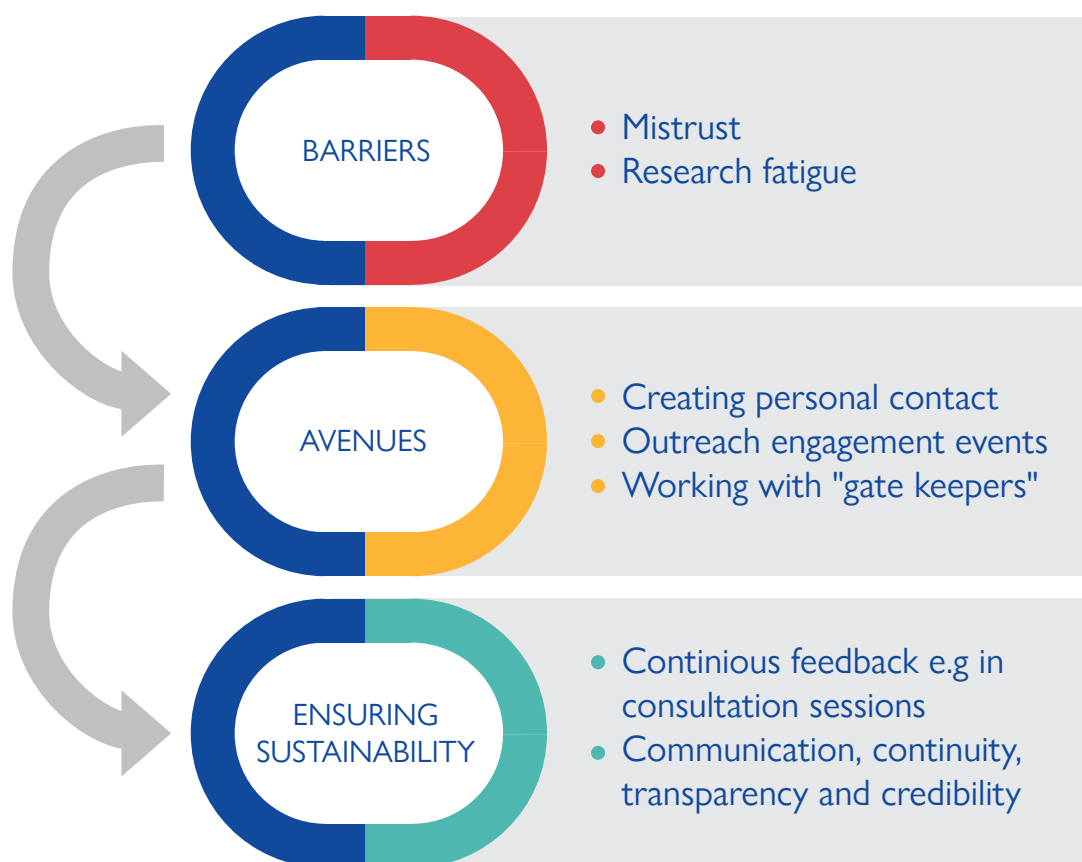 BARRIERS
• Mistrust
• Research fatigue
AVENUES
• Creating personal contact
• Outreach engagement events
• Working with "gate keepers"
ENSURING
SUSTAINABILITY
• Continious feedback e.g in
consultation sessions
• Communication, continuity,
transparency and credibility